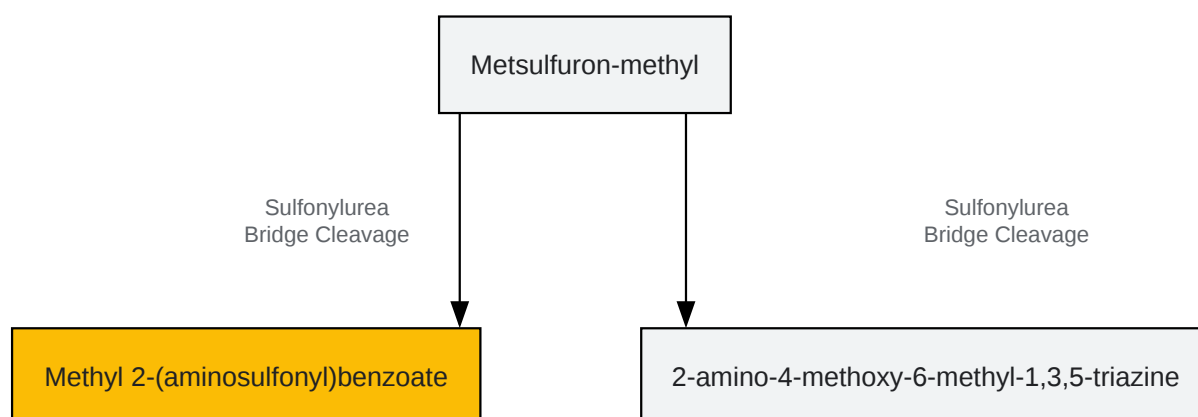 Metsulfuron-methyl
Sulfonylurea
Bridge Cleavage
Sulfonylurea
Bridge Cleavage
Methyl 2-(aminosulfonyl)benzoate
2-amino-4-methoxy-6-methyl-1,3,5-triazine